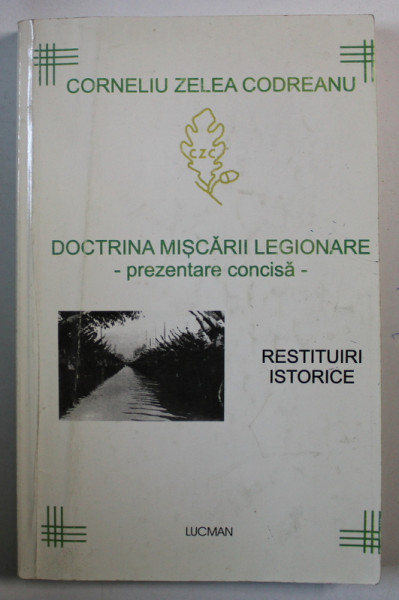 CORNELIU ZELEA CODREANU
CZC
DOCTRINA MIȘCĂRII LEGIONARE
- prezentare concisă -
RESTITUIRI
ISTORICE
LUCMAN